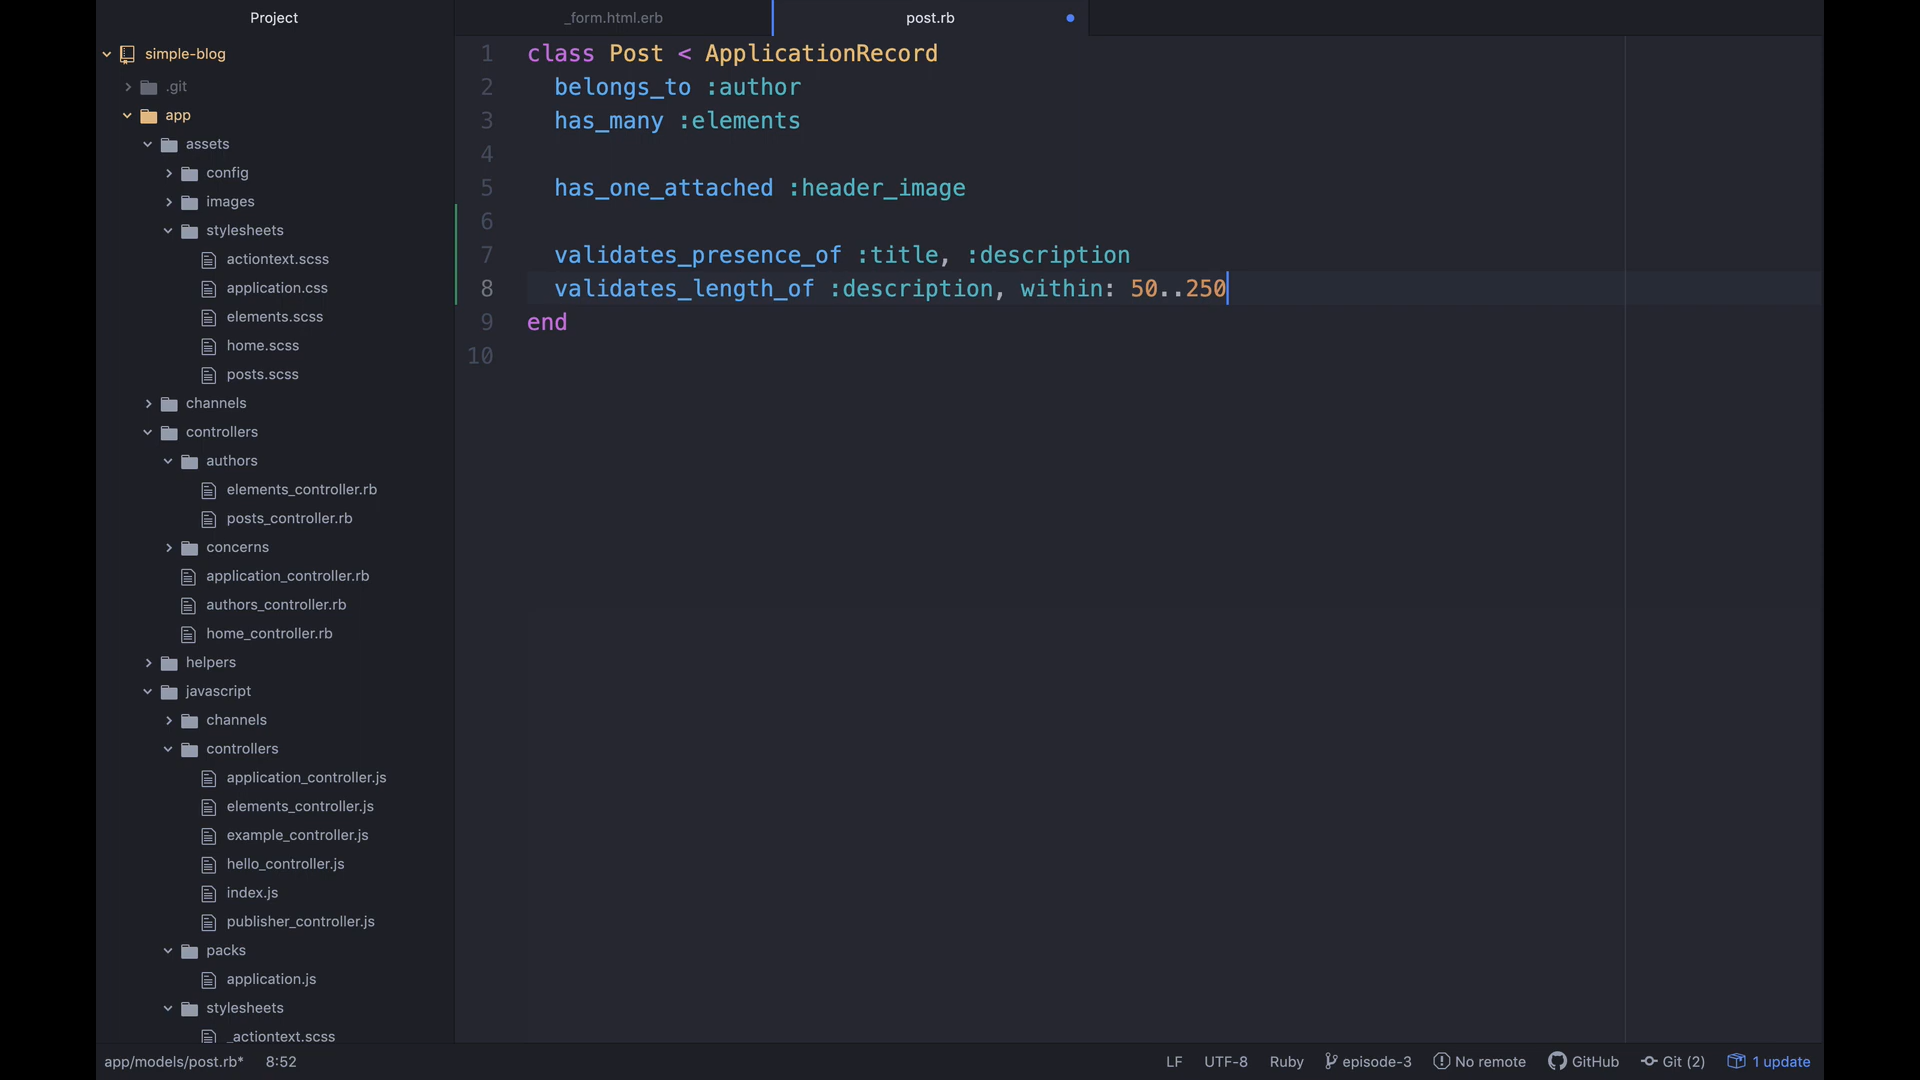 Project
simple-blog
.git
app
assets
config
images
stylesheets
actiontext.scss
application.css
elements.scss
home.scss
posts.scss
channels
controllers
authors
elements_controller.rb
posts_controller.rb
concerns
application_controller.rb
authors_controller.rb
home_controller.rb
helpers
javascript
channels
controllers
application_controller.js
elements_controller.js
example_controller.js
hello_controller.js
index.js
publisher_controller.js
packs
application.js
stylesheets
_actiontext.scss
_form.html.erb post.rb
1 class Post < ApplicationRecord
2 belongs_to :author
3 has_many :elements
4
5 has_one_attached :header_image
6
7 validates_presence_of :title, :description
8 validates_length_of :description, within: 50..250
9 end
10
app/models/post.rb* 8:52 LF UTF-8 Ruby episode-3 No remote GitHub Git (2) 1 update